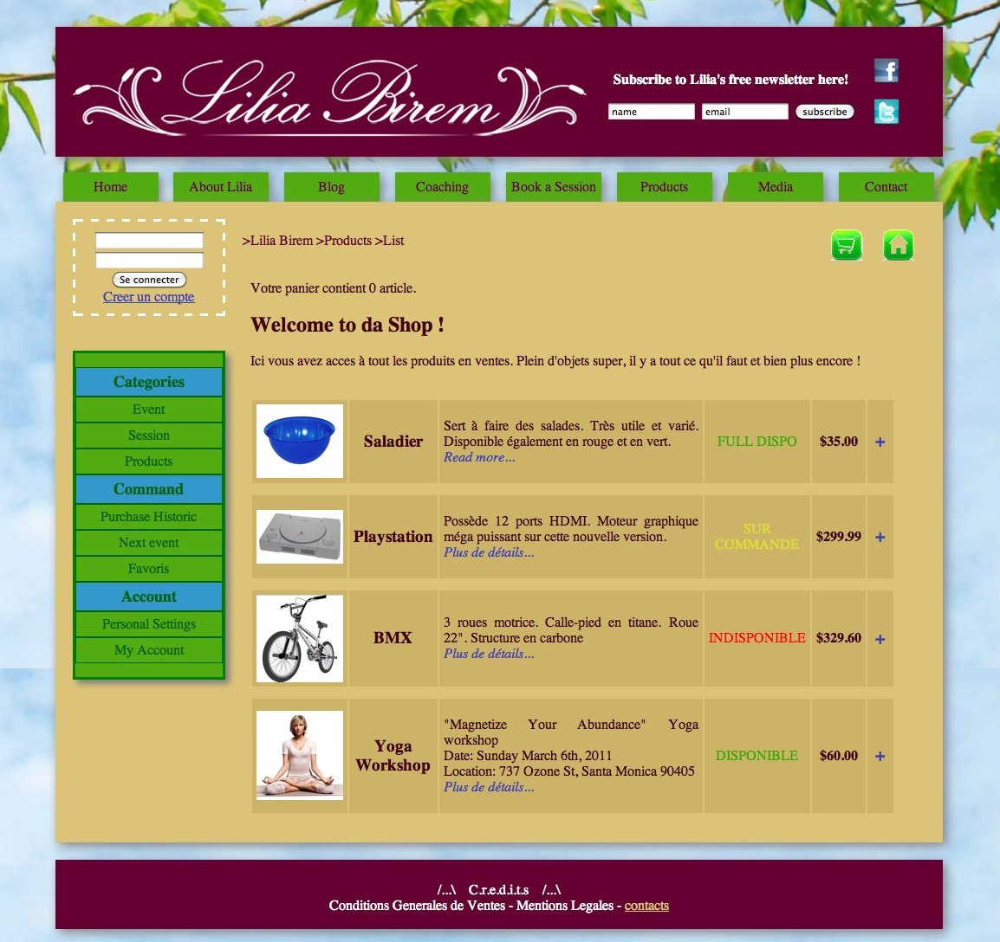 Lilia Birem
Subscribe to Lilia's free newsletter here!
name email subscribe
Home About Lilia Blog Coaching Book a Session Products Media Contact
Se connecter
Creer un compte
>Lilia Birem >Products >List
Votre panier contient 0 article.
Welcome to da Shop !
Ici vous avez acces à tout les produits en ventes. Plein d'objets super, il y a tout ce qu'il faut et bien plus encore !
Categories
Event
Session
Products
Command
Purchase Historic
Next event
Favoris
Account
Personal Settings
My Account
Saladier
Sert à faire des salades. Très utile et varié.
Disponible également en rouge et en vert.
Read more...
FULL DISPO
$35.00
+
Playstation
Possède 12 ports HDMI. Moteur graphique
méga puissant sur cette nouvelle version.
Plus de détails...
SUR
COMMANDE
$299.99
+
BMX
3 roues motrice. Calle-pied en titane. Roue
22". Structure en carbone
Plus de détails...
INDISPONIBLE
$329.60
+
Yoga
Workshop
"Magnetize Your Abundance" Yoga
workshop
Date: Sunday March 6th, 2011
Location: 737 Ozone St, Santa Monica 90405
Plus de détails...
DISPONIBLE
$60.00
+
/...\ C.r.e.d.i.t.s /...\
Conditions Generales de Ventes - Mentions Legales - contacts